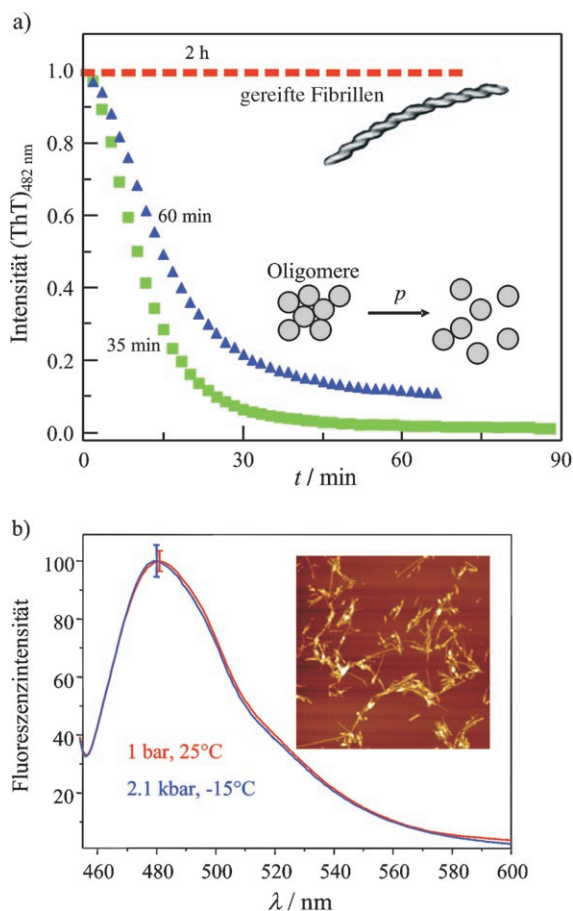 a)
Intensität (ThT)482 nm
1.0
0.8
0.6
0.4
0.2
0.0
2 h
gereifte Fibrillen
60 min
35 min
Oligomere
p
0
30
60
90
t / min
b)
Fluoreszenzintensität
100
80
60
40
20
1 bar, 25°C
2.1 kbar, -15°C
460
480
500
520
540
560
580
600
λ / nm